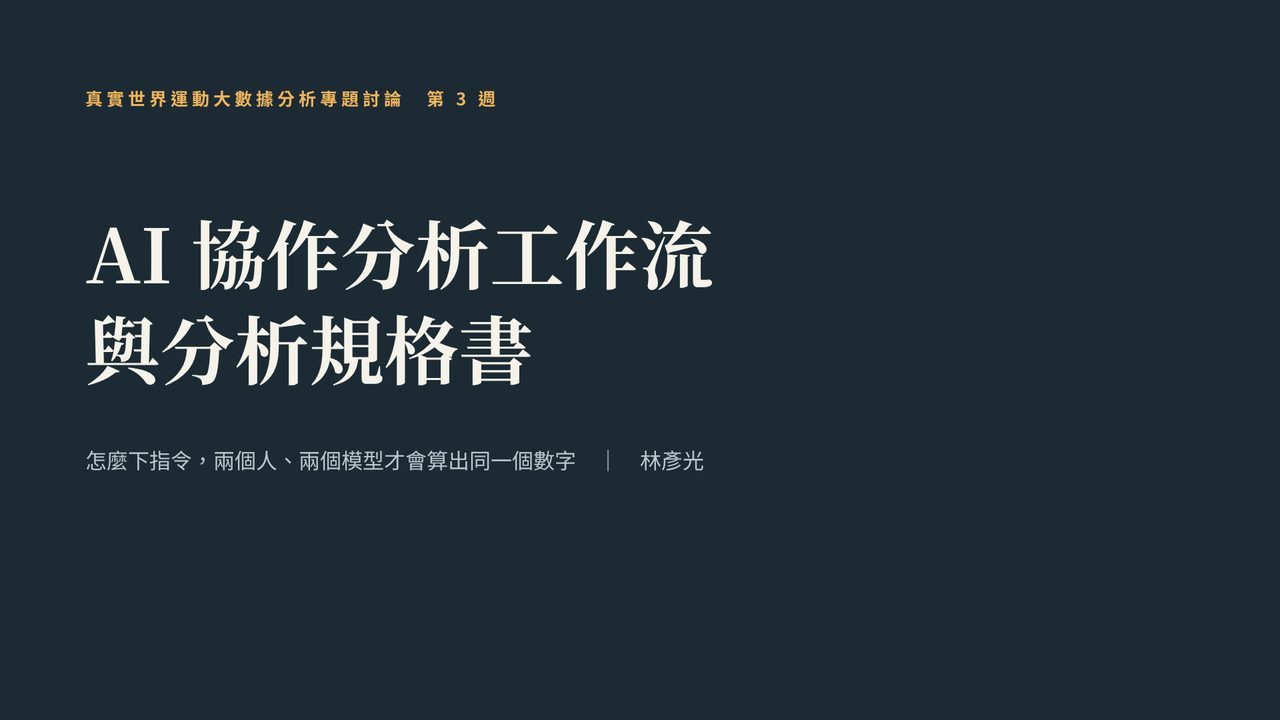 真實世界運動大數據分析專題討論　第 3 週
AI 協作分析工作流
與分析規格書
怎麼下指令，兩個人、兩個模型才會算出同一個數字　｜　林彥光